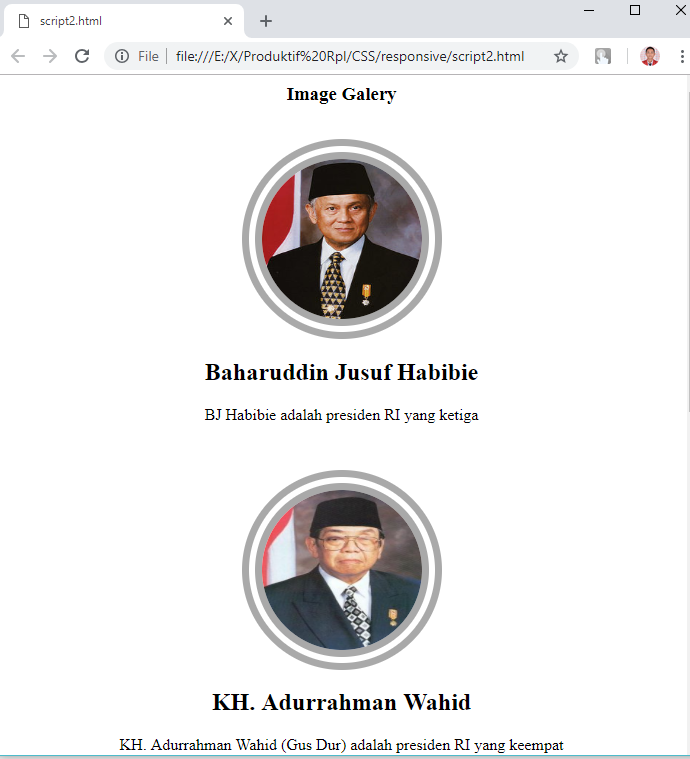 script2.html
File
file:///E:/X/Produktif%20Rpl/CSS/responsive/script2.html
Image Galery
Baharuddin Jusuf Habibie
BJ Habibie adalah presiden RI yang ketiga
KH. Adurrahman Wahid
KH. Adurrahman Wahid (Gus Dur) adalah presiden RI yang keempat